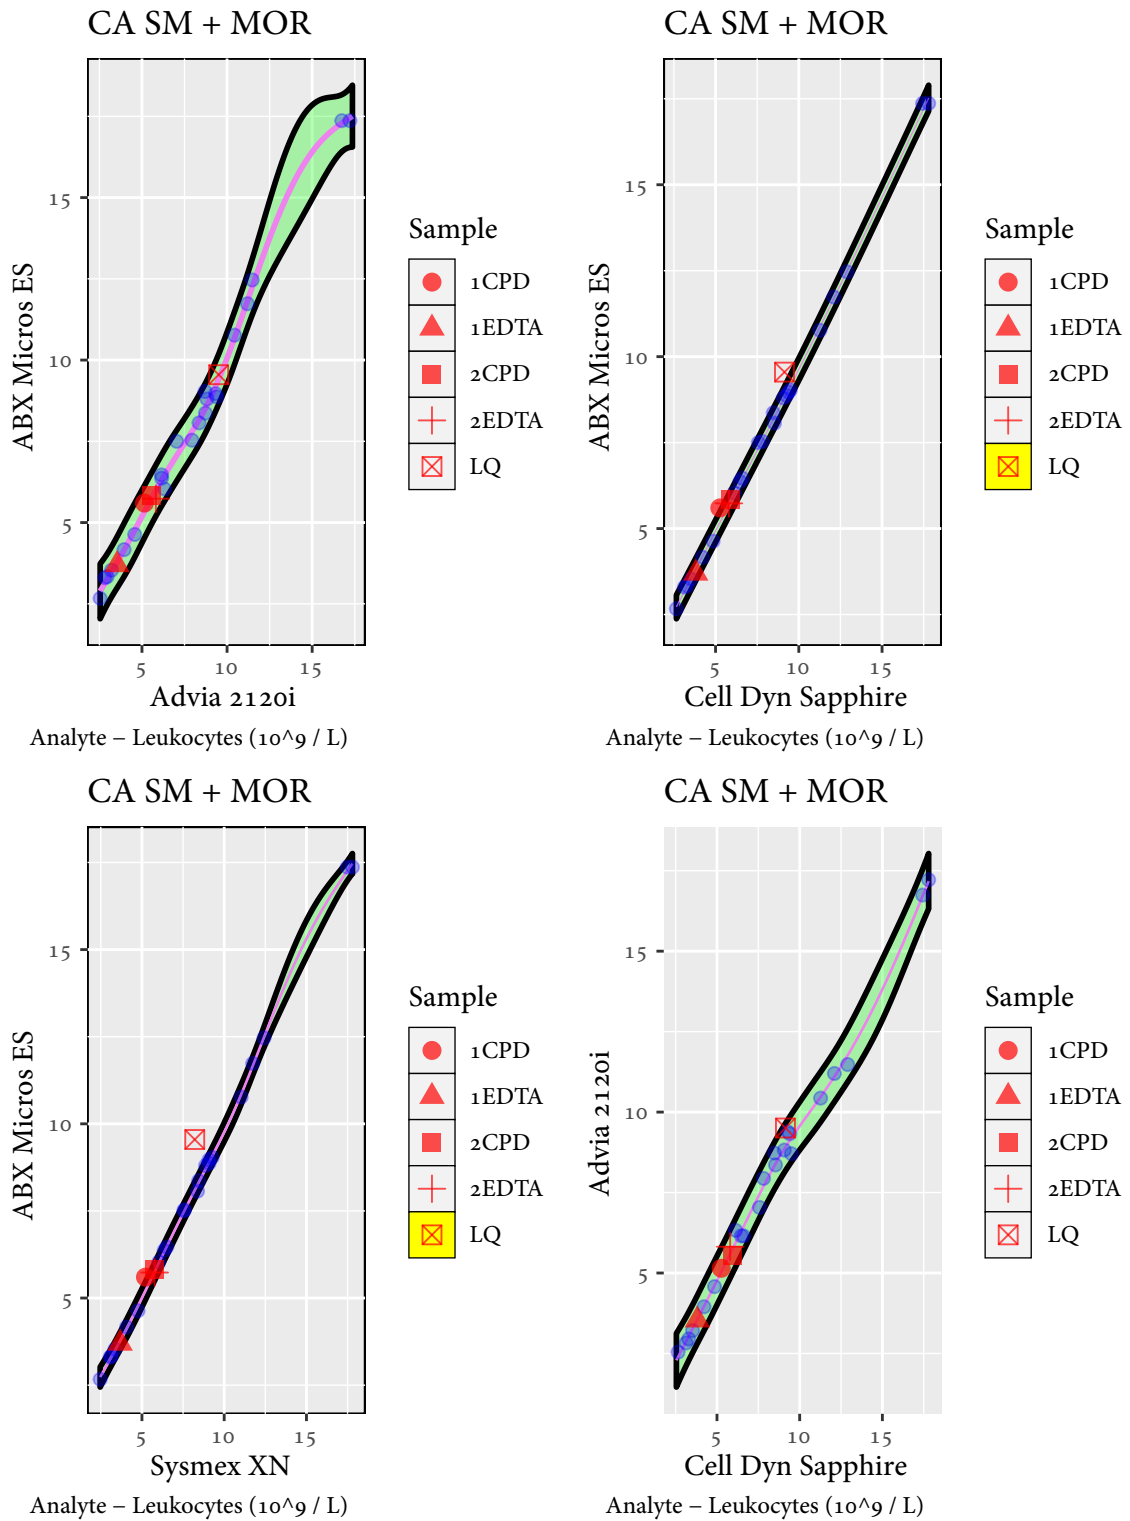 CA SM + MOR
ABX Micros ES
15
10
5
5 10 15
Advia 2120i
Analyte – Leukocytes (10^9 / L)
Sample
1CPD
1EDTA
2CPD
2EDTA
LQ
CA SM + MOR
ABX Micros ES
15
10
5
5 10 15
Cell Dyn Sapphire
Analyte – Leukocytes (10^9 / L)
Sample
1CPD
1EDTA
2CPD
2EDTA
LQ
CA SM + MOR
ABX Micros ES
15
10
5
5 10 15
Sysmex XN
Analyte – Leukocytes (10^9 / L)
Sample
1CPD
1EDTA
2CPD
2EDTA
LQ
CA SM + MOR
Advia 2120i
15
10
5
5 10 15
Cell Dyn Sapphire
Analyte – Leukocytes (10^9 / L)
Sample
1CPD
1EDTA
2CPD
2EDTA
LQ